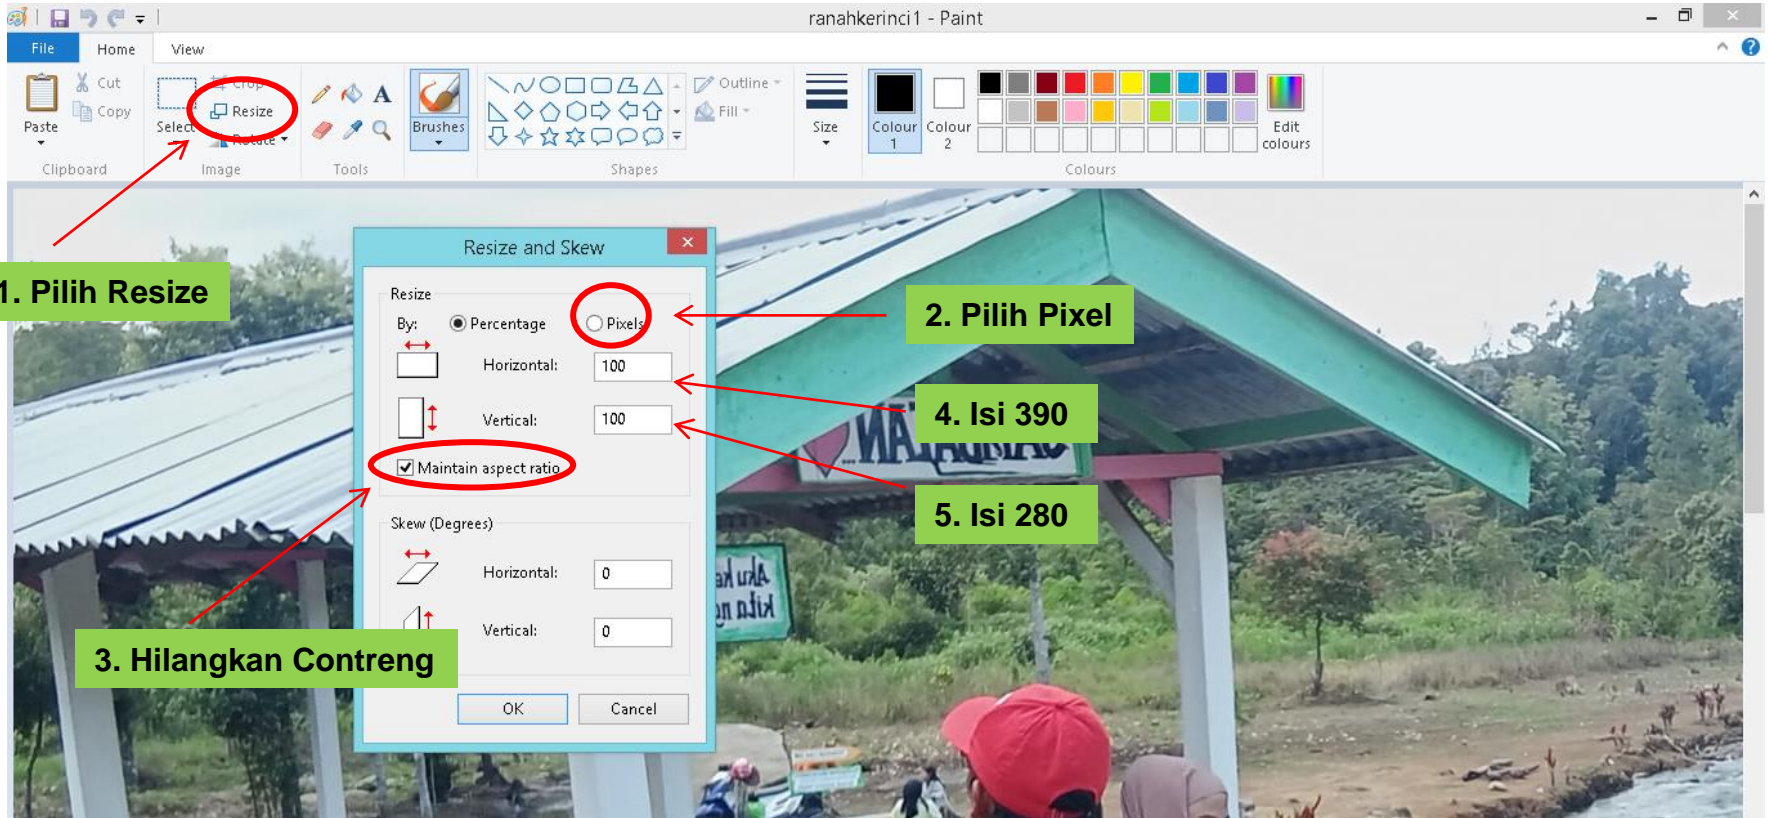 ranahkerinci1 - Paint
File Home View
Paste
Cut
Copy
Clipboard
Select
Crop
Resize
Rotate
Image
Tools
Brushes
Shapes
Outline
Fill
Size
Colour 1
Colour 2
Edit colours
Colours
1. Pilih Resize
Resize and Skew
Resize
By: Percentage Pixels
Horizontal: 100
Vertical: 100
Maintain aspect ratio
Skew (Degrees)
Horizontal: 0
Vertical: 0
OK Cancel
2. Pilih Pixel
4. Isi 390
5. Isi 280
3. Hilangkan Contreng
Aku
kita